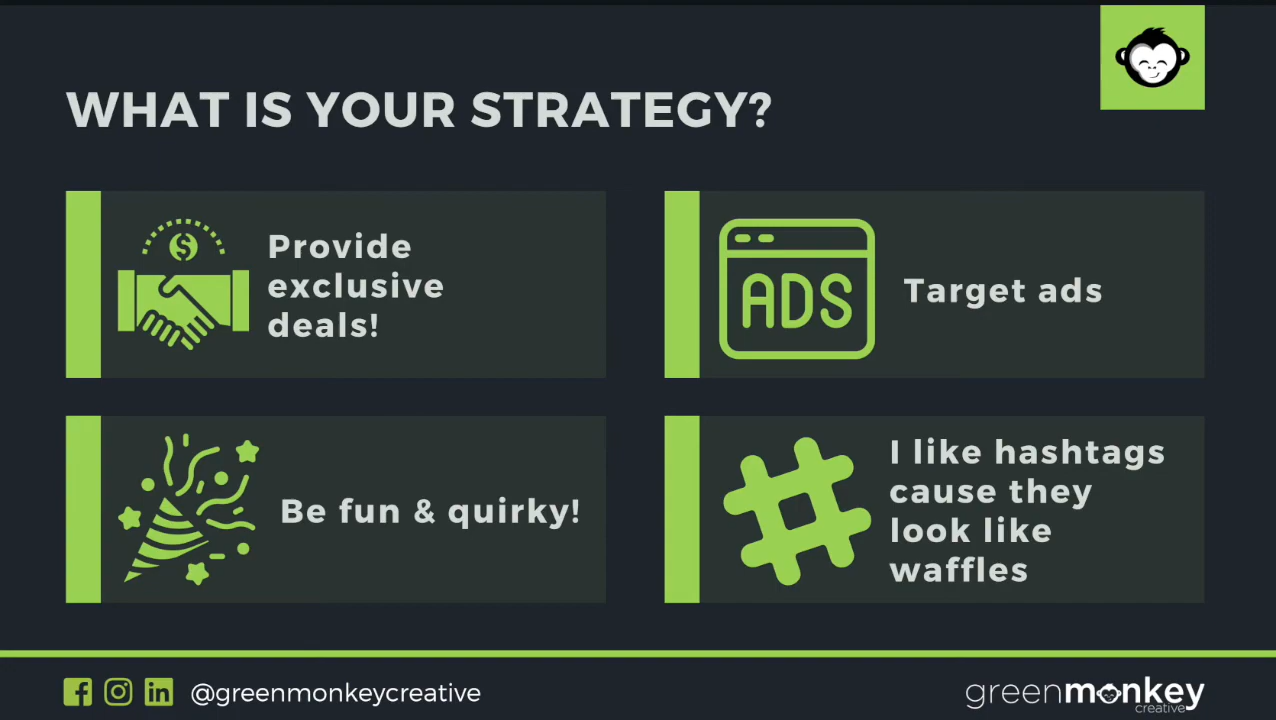 WHAT IS YOUR STRATEGY?
$
Provide
exclusive
deals!
ADS
Target ads
Be fun & quirky!
#
I like hashtags
cause they
look like
waffles
@greenmonkeycreative
greenmonkey
creative